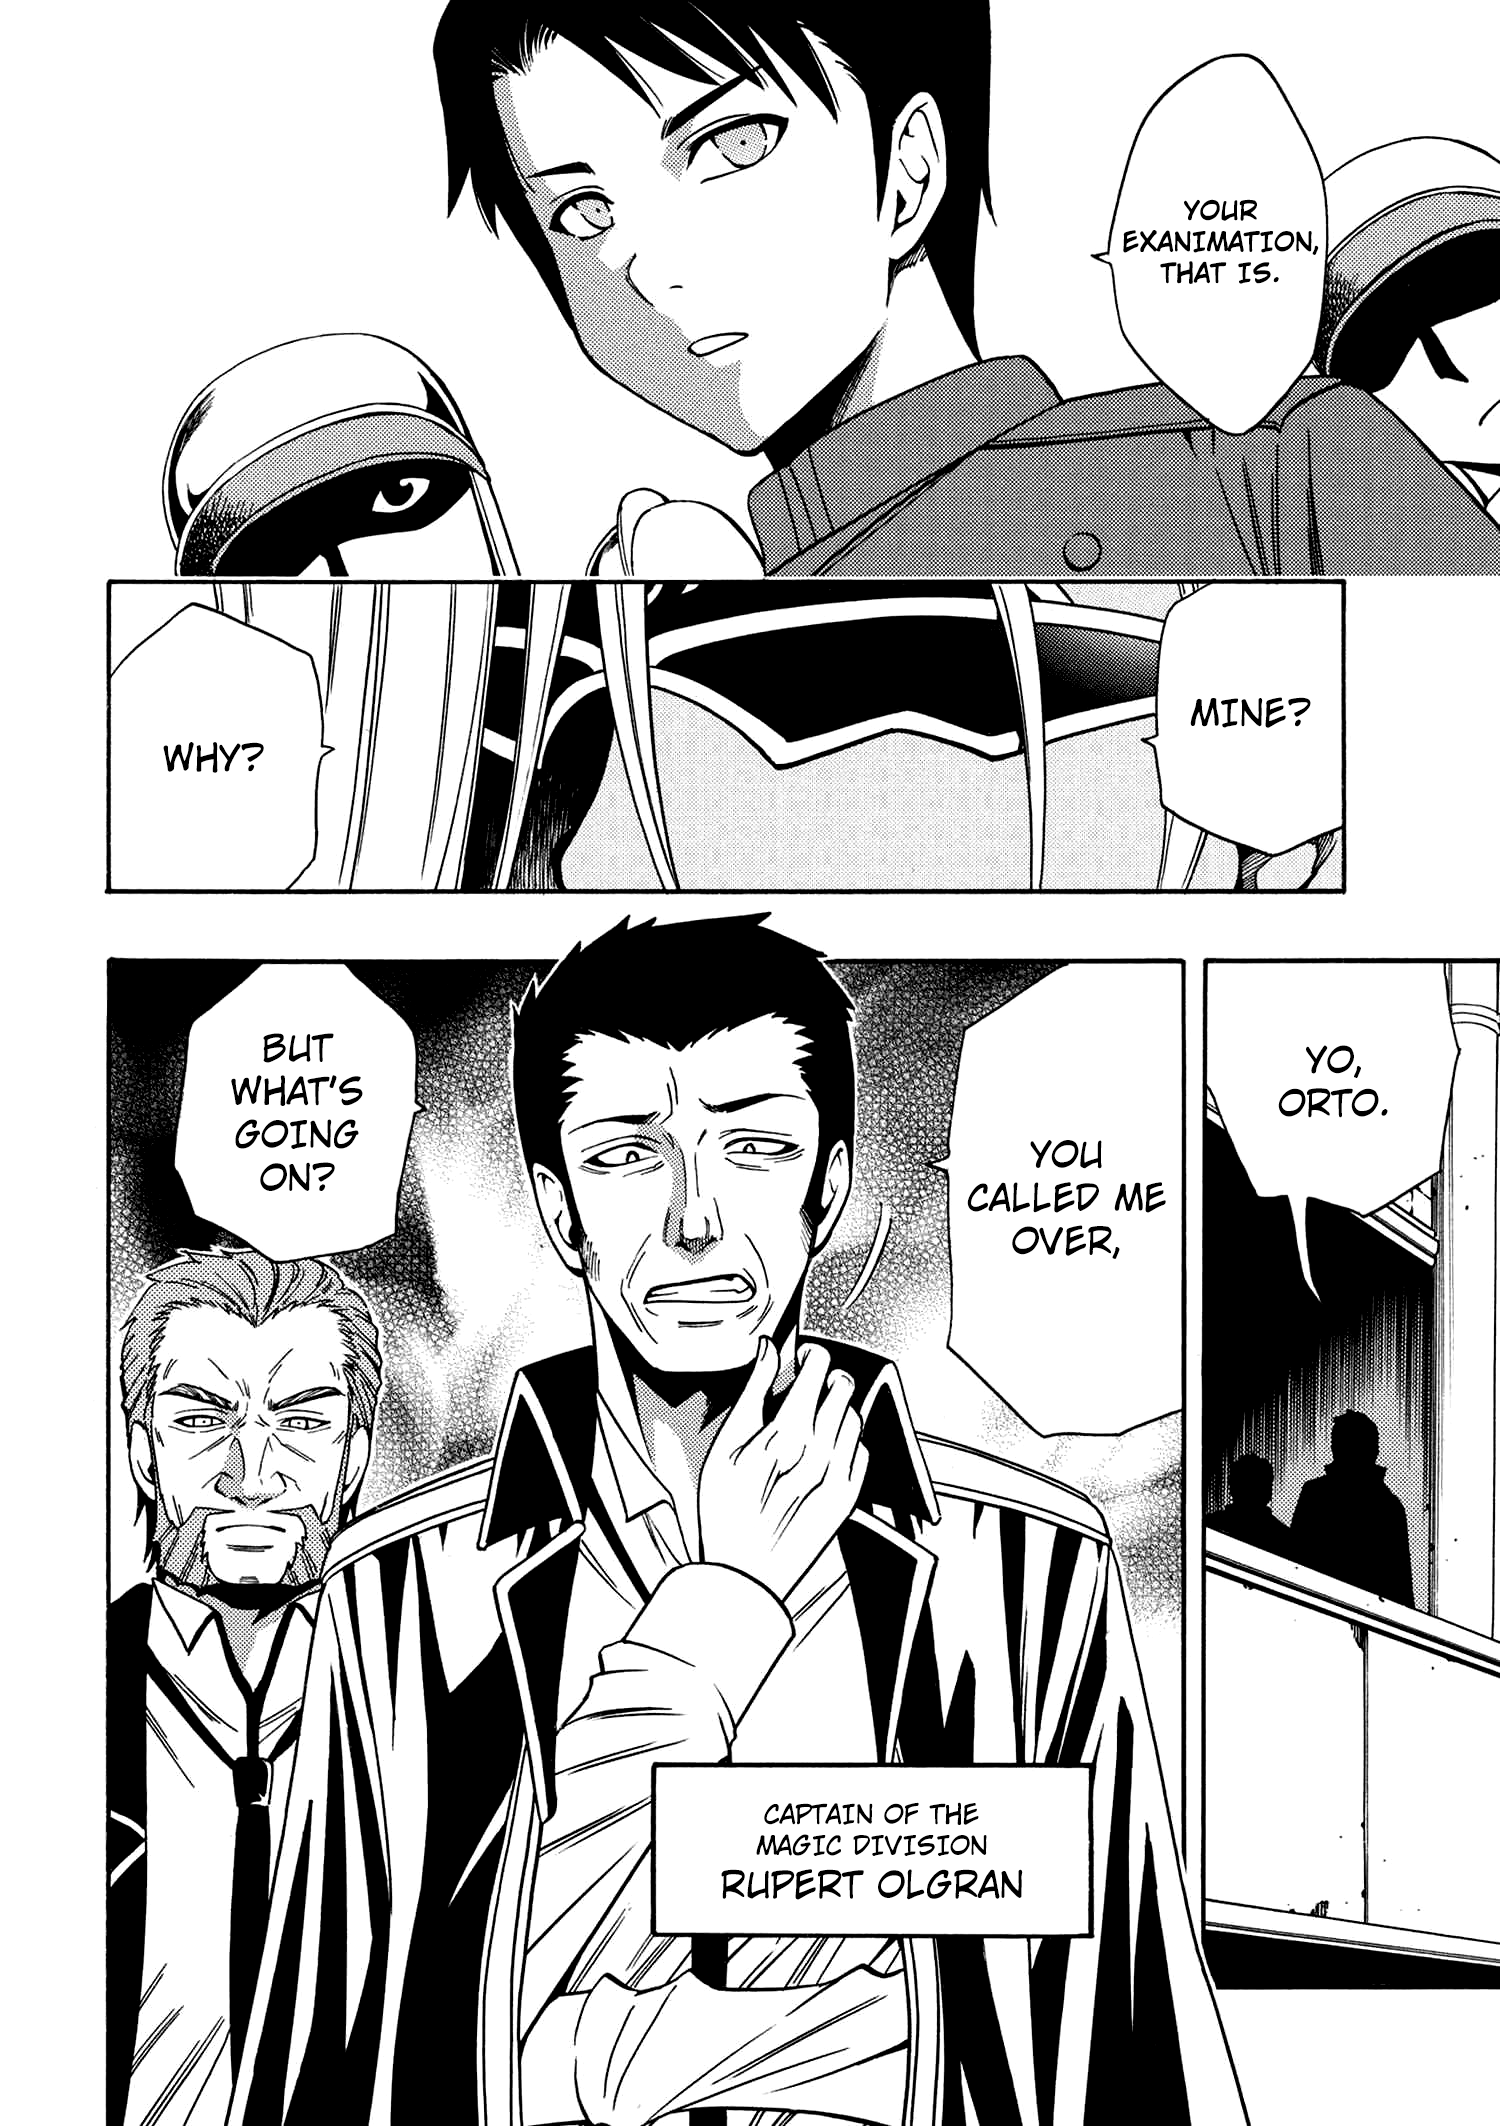 YOUR
EXANIMATION,
THAT IS.
MINE?
WHY?
YO,
ORTO.
YOU
CALLED ME
OVER,
BUT
WHAT'S
GOING
ON?
CAPTAIN OF THE
MAGIC DIVISION
RUPERT OLGRAN